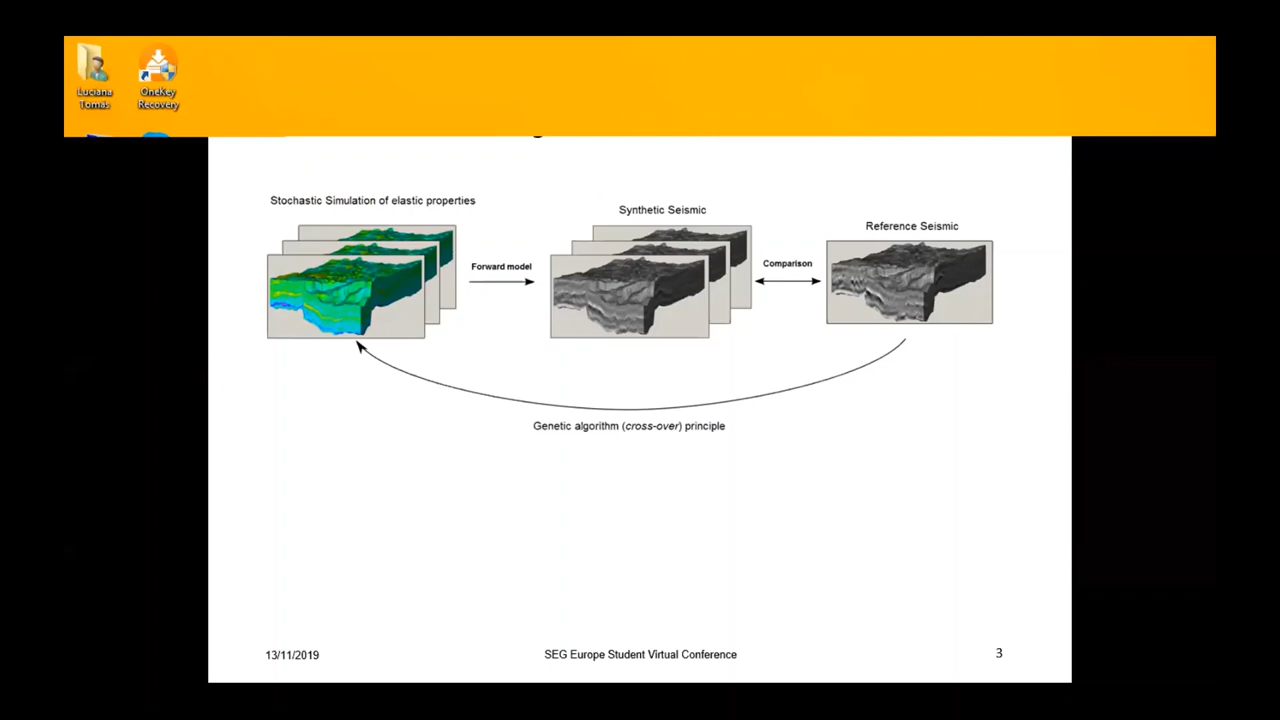 Luciana
Tomás
OneKey
Recovery
Stochastic Simulation of elastic properties
Synthetic Seismic
Reference Seismic
Forward model
Comparison
Genetic algorithm (cross-over) principle
13/11/2019
SEG Europe Student Virtual Conference
3